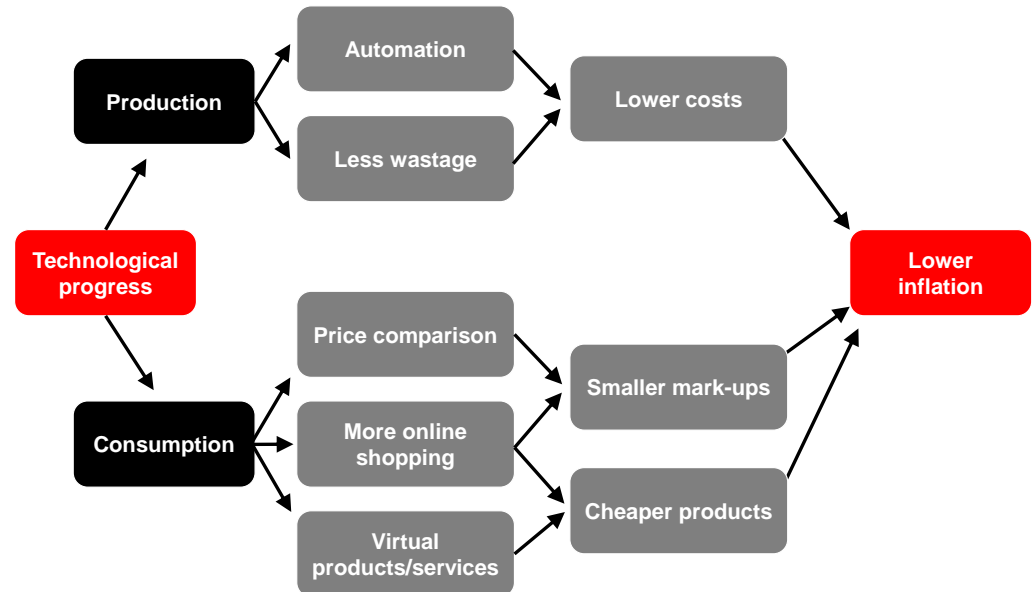 Automation
Production
Lower costs
Less wastage
Technological
progress
Lower
inflation
Price comparison
Smaller mark-ups
Consumption
More online
shopping
Cheaper products
Virtual
products/services